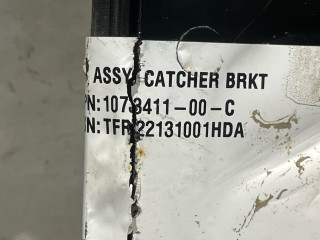 ASSY CATCHER BRKT
N: 1073411-00-C
N: TFR22131001HDA